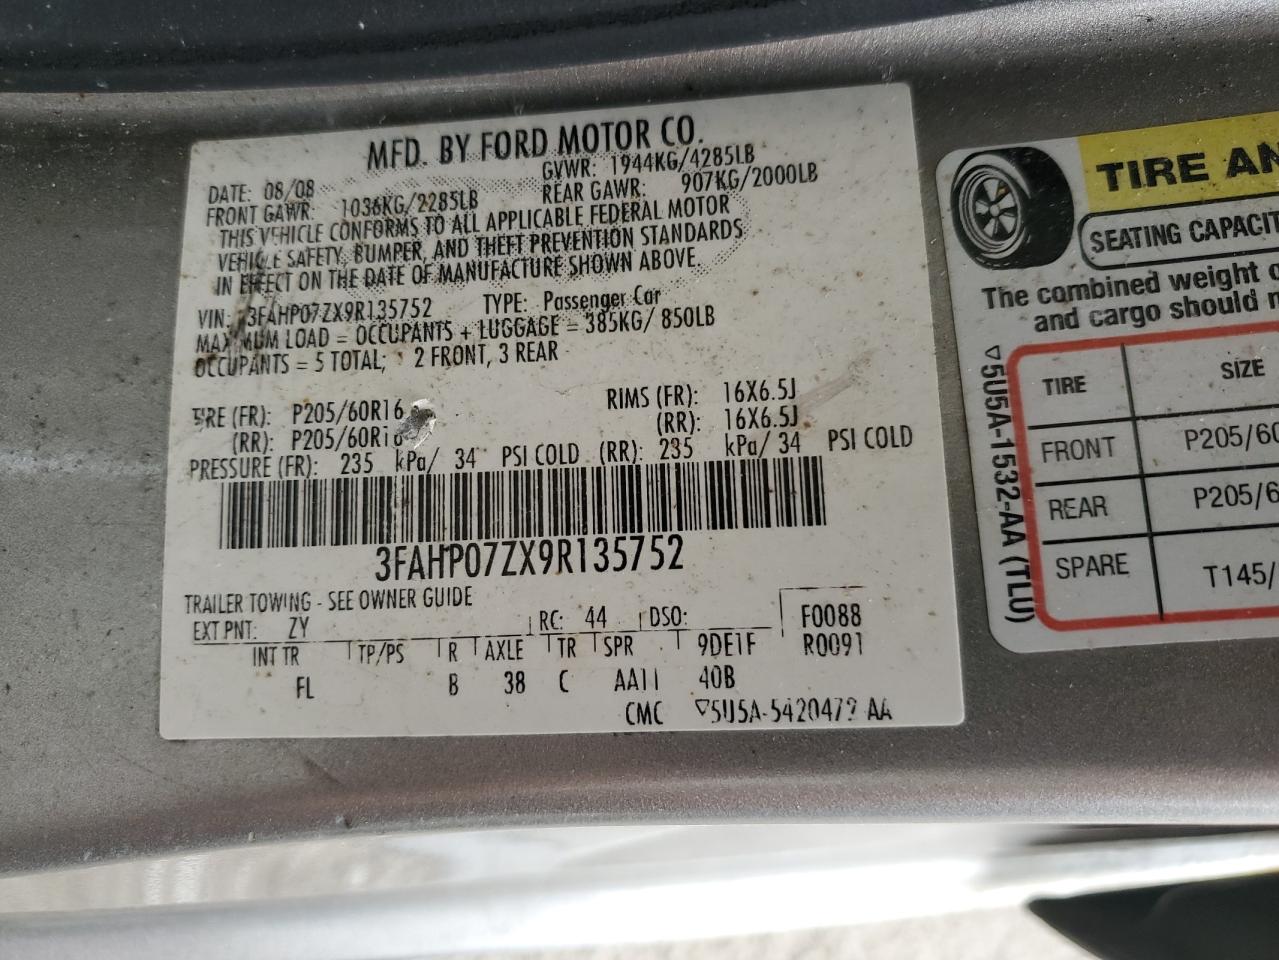 MFD. BY FORD MOTOR CO.
DATE: 08/08 GVWR: 1944KG/4285LB
FRONT GAWR: 1036KG/2285LB REAR GAWR: 907KG/2000LB
THIS VEHICLE CONFORMS TO ALL APPLICABLE FEDERAL MOTOR
VEHICLE SAFETY, BUMPER, AND THEFT PREVENTION STANDARDS
IN EFFECT ON THE DATE OF MANUFACTURE SHOWN ABOVE.
VIN: 3FAHP07ZX9R135752 TYPE: Passenger Car
MAXIMUM LOAD = OCCUPANTS + LUGGAGE = 385KG/ 850LB
OCCUPANTS = 5 TOTAL; 2 FRONT, 3 REAR
TIRE (FR): P205/60R16 RIMS (FR): 16X6.5J
(RR): P205/60R16 (RR): 16X6.5J
PRESSURE (FR): 235 kPa/ 34 PSI COLD (RR): 235 kPa/ 34 PSI COLD
3FAHP07ZX9R135752
TRAILER TOWING - SEE OWNER GUIDE
EXT PNT: ZY RC: 44 DSO: F0088
INT TR TP/PS R AXLE TR SPR 9DE1F R0091
FL B 38 C AA11 40B
CMC ▽5U5A-5420472 AA
TIRE AN
SEATING CAPACIT
The combined weight o
and cargo should n
TIRE SIZE
FRONT P205/60
REAR P205/6
SPARE T145/
▽5U5A-1532-AA (TLU)